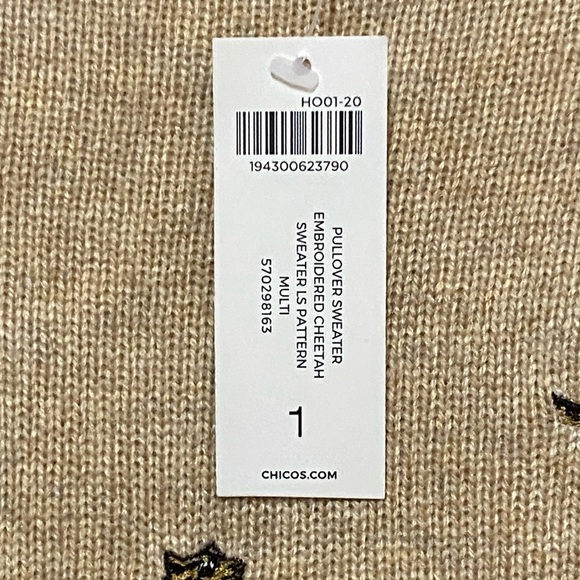 HO01-20
194300623790
PULLOVER SWEATER
EMBROIDERED CHEETAH
SWEATER LS PATTERN
MULTI
570298163
1
CHICOS.COM